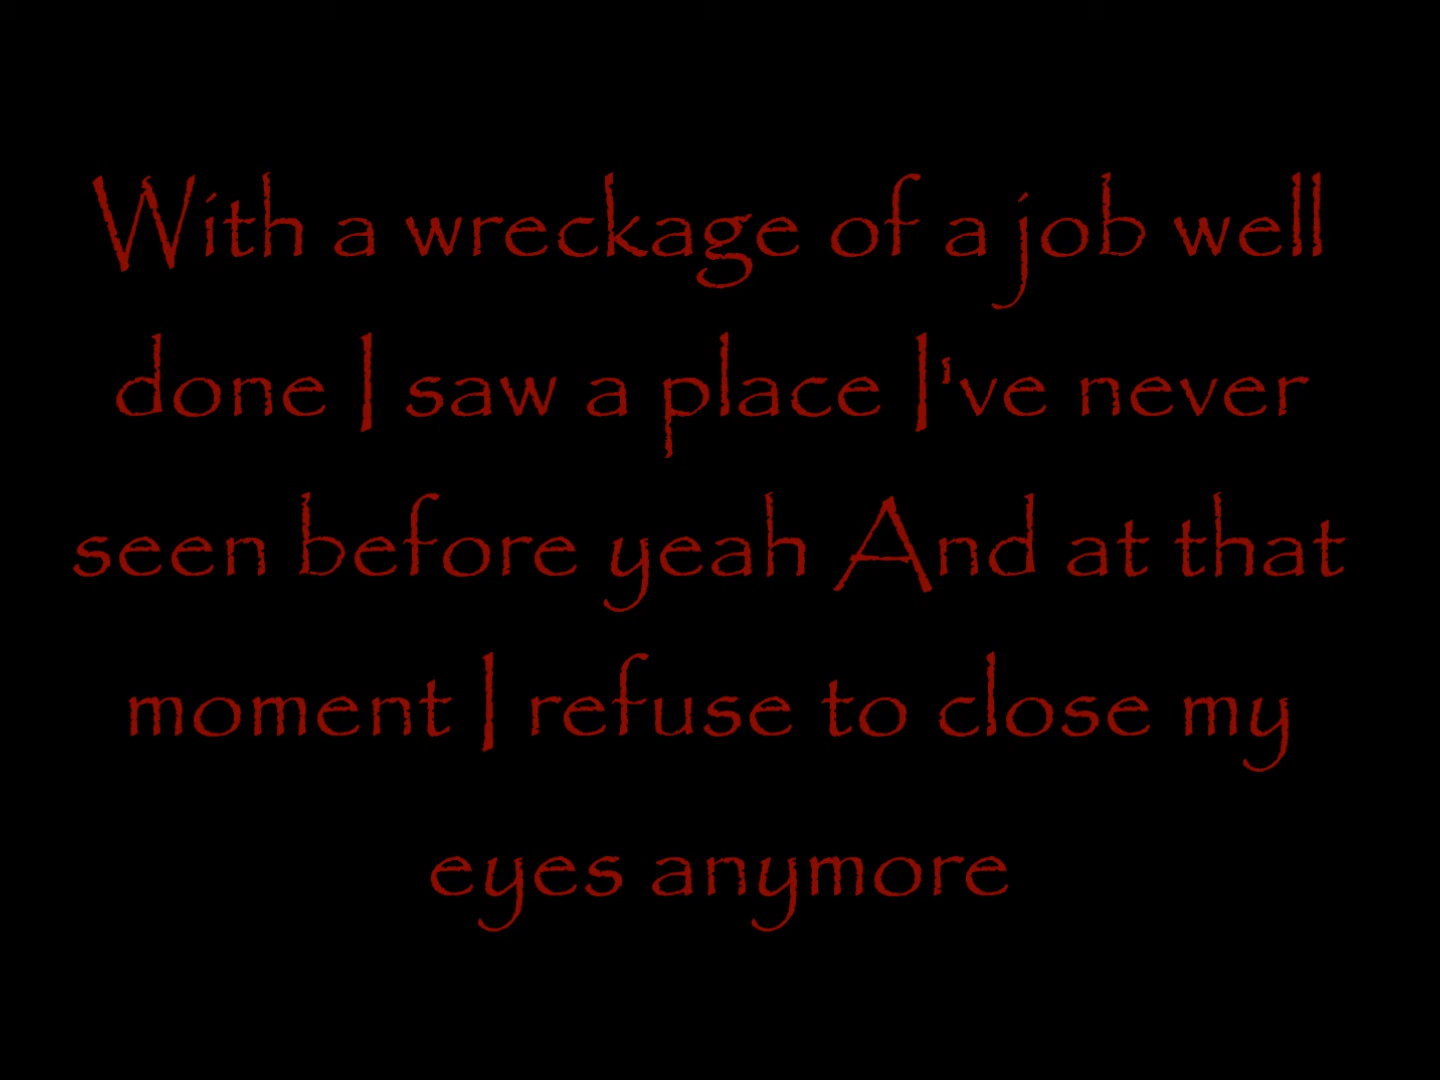 With a wreckage of a job well
done I saw a place I've never
seen before yeah And at that
moment I refuse to close my
eyes anymore